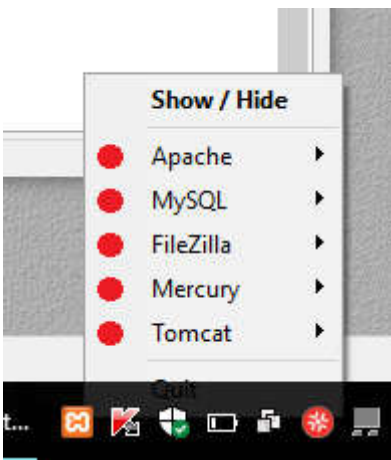 Show / Hide
Apache
MySQL
FileZilla
Mercury
Tomcat
Quit
t...